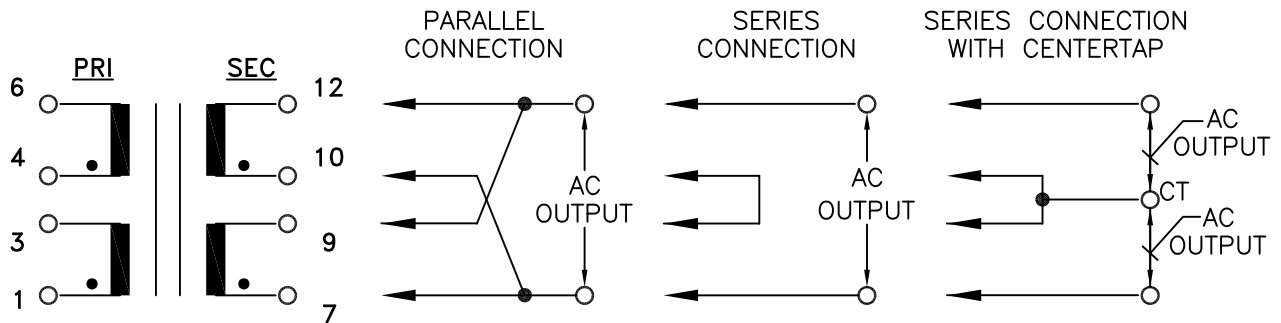 PARALLEL
CONNECTION
SERIES
CONNECTION
SERIES CONNECTION
WITH CENTERTAP
PRI
SEC
6
12
4
10
3
9
1
7
AC
OUTPUT
AC
OUTPUT
AC
OUTPUT
CT
AC
OUTPUT